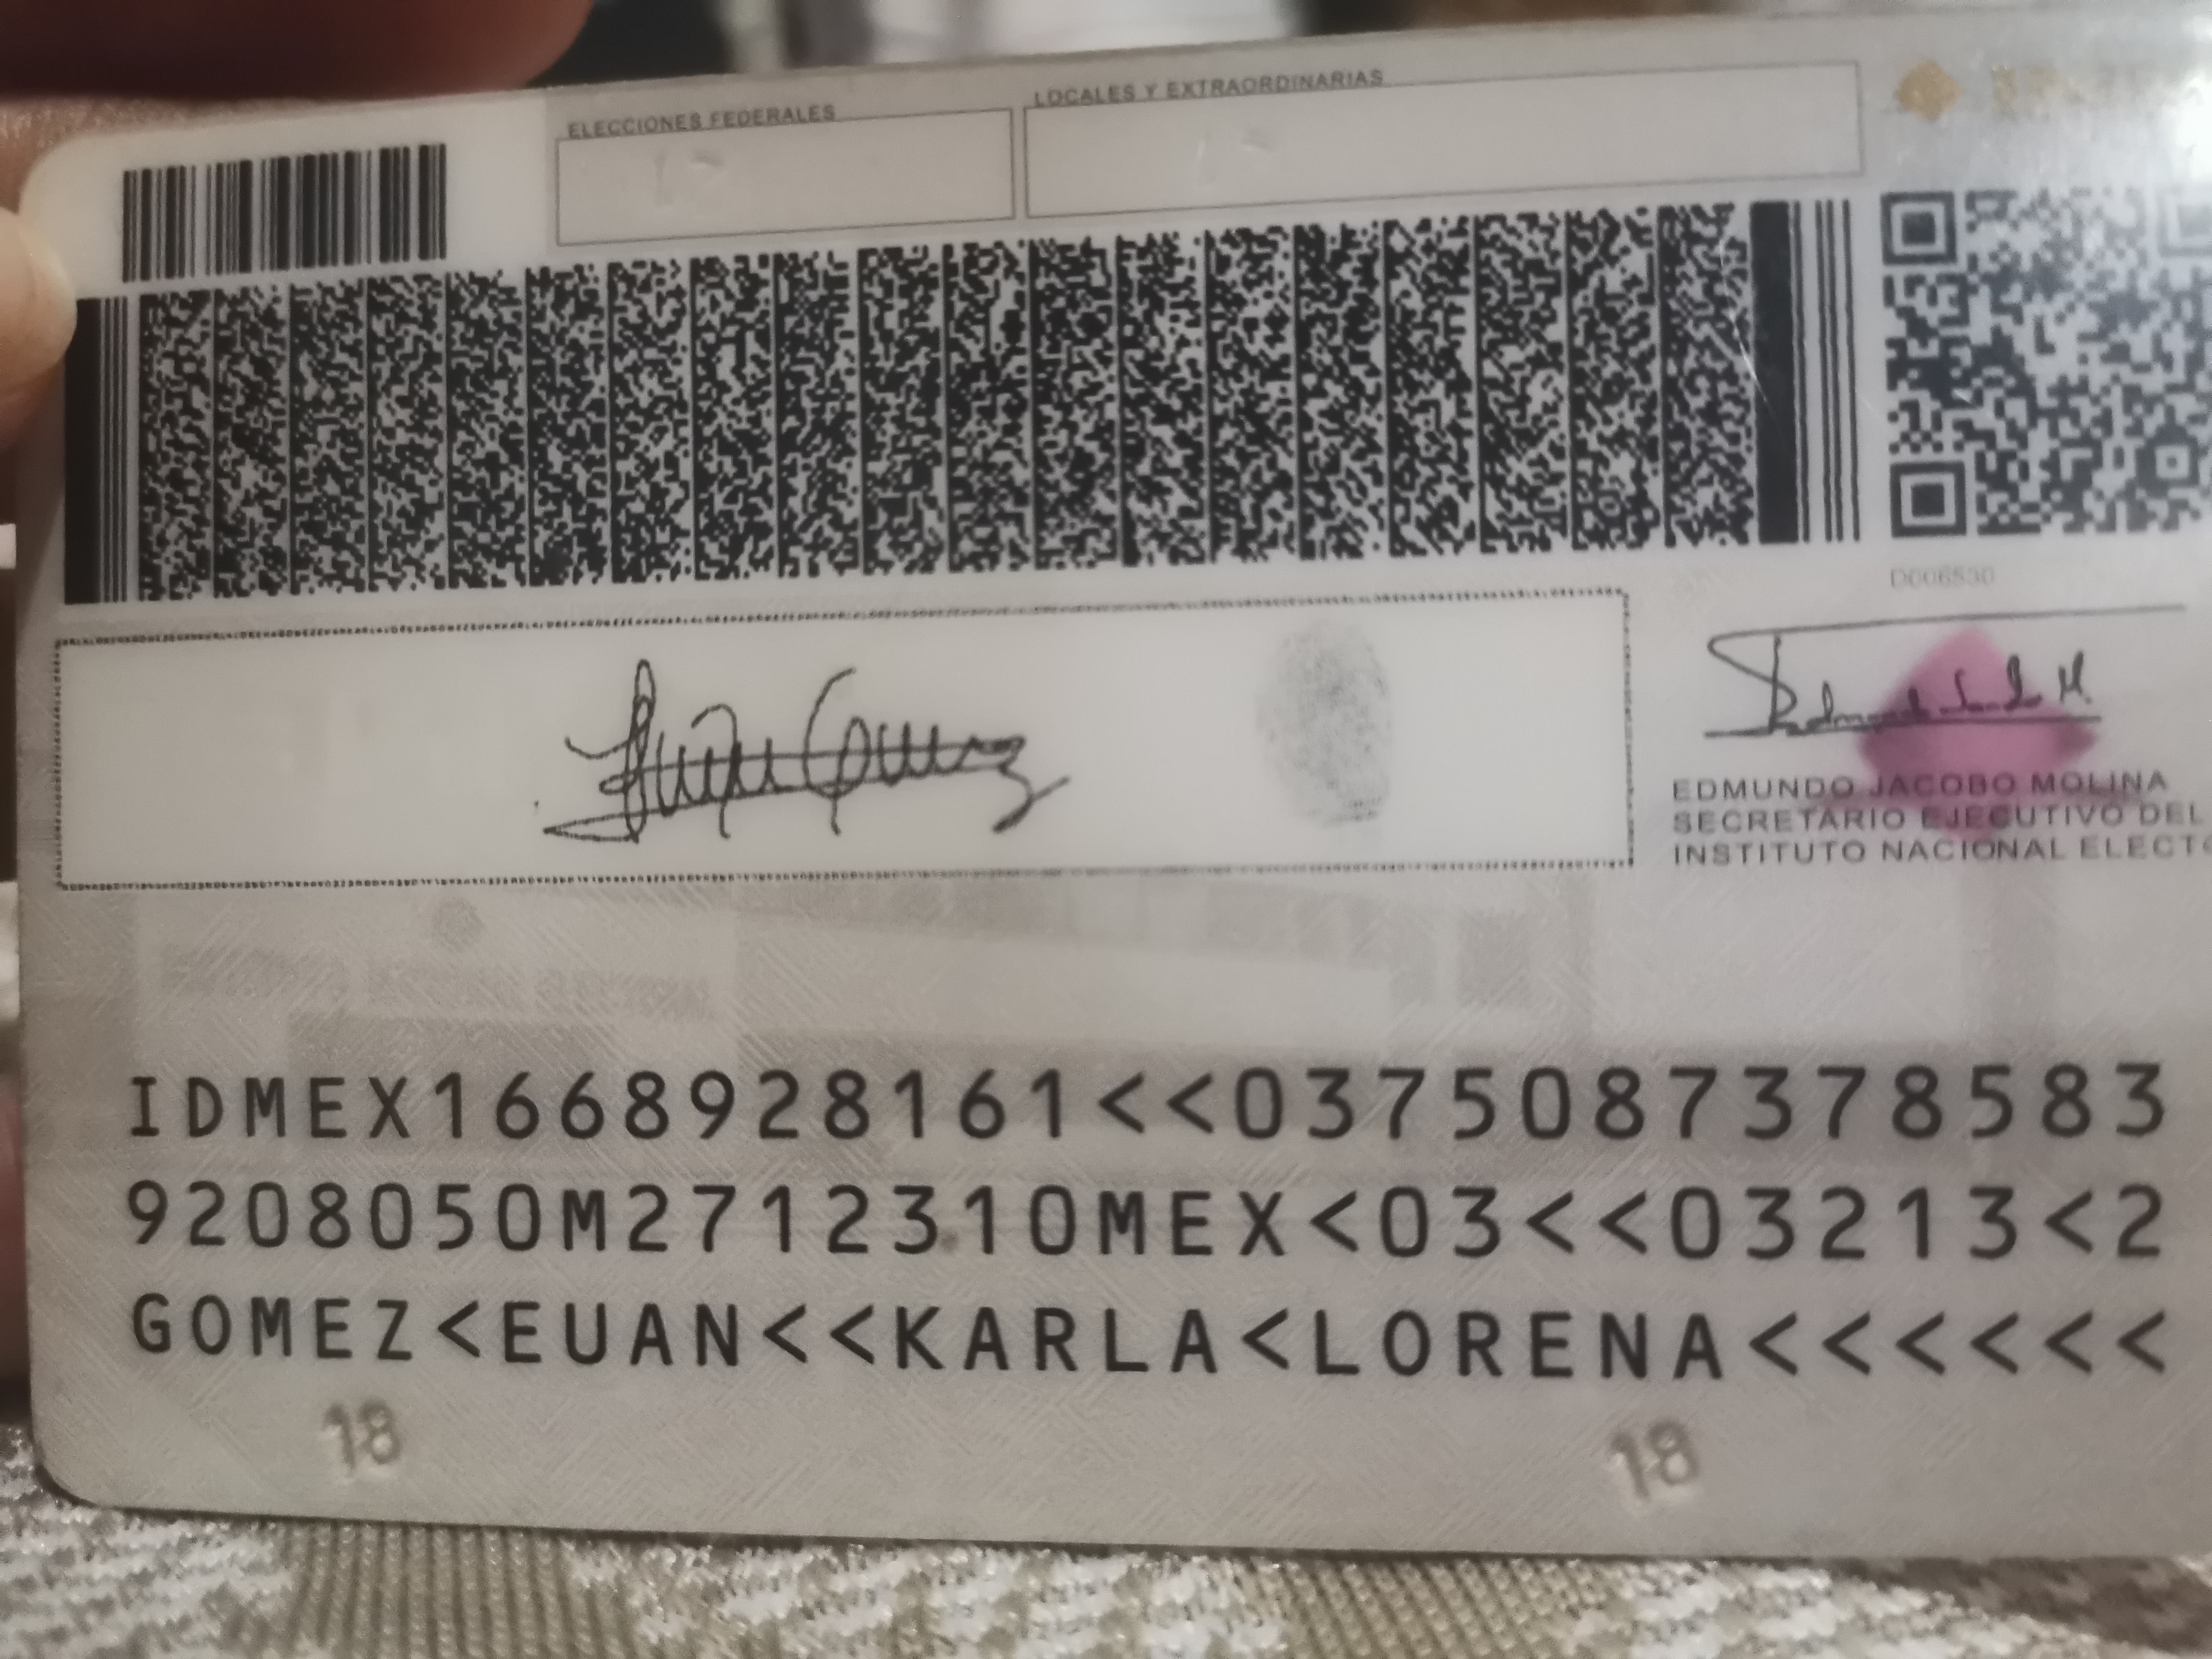 ELECCIONES FEDERALES
LOCALES Y EXTRAORDINARIAS
D006530
EDMUNDO JACOBO MOLINA
SECRETARIO EJECUTIVO DEL
INSTITUTO NACIONAL ELECT
IDMEX1668928161<<0375087378583
9208050M2712310MEX<03<<03213<2
GOMEZ<EUAN<<KARLA<LORENA<<<<<<
18 18